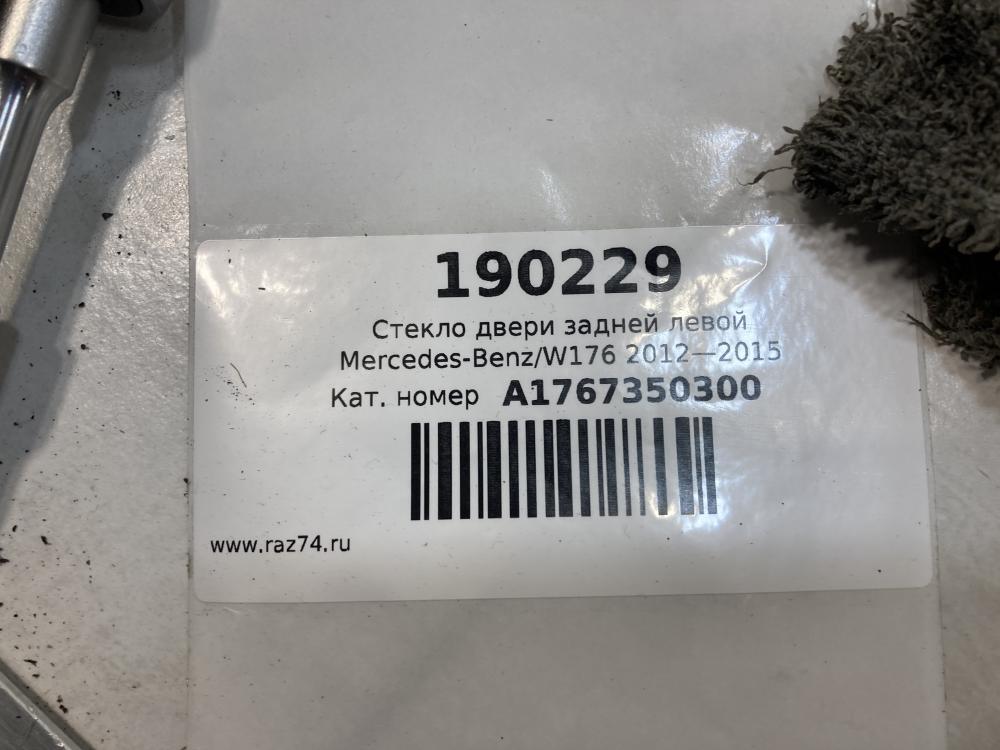 190229
Стекло двери задней левой
Mercedes-Benz/W176 2012—2015
Кат. номер A1767350300
www.raz74.ru